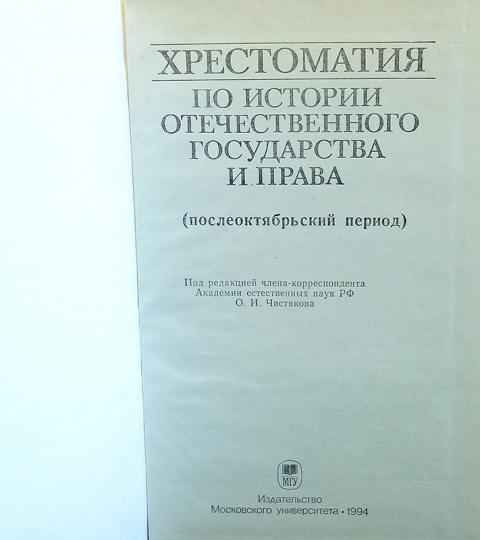 ХРЕСТОМАТИЯ
ПО ИСТОРИИ
ОТЕЧЕСТВЕННОГО
ГОСУДАРСТВА
И ПРАВА
(послеоктябрьский период)
Под редакцией члена-корреспондента
Академии естественных наук РФ
О. И. Чистякова
МГУ
Издательство
Московского университета • 1994